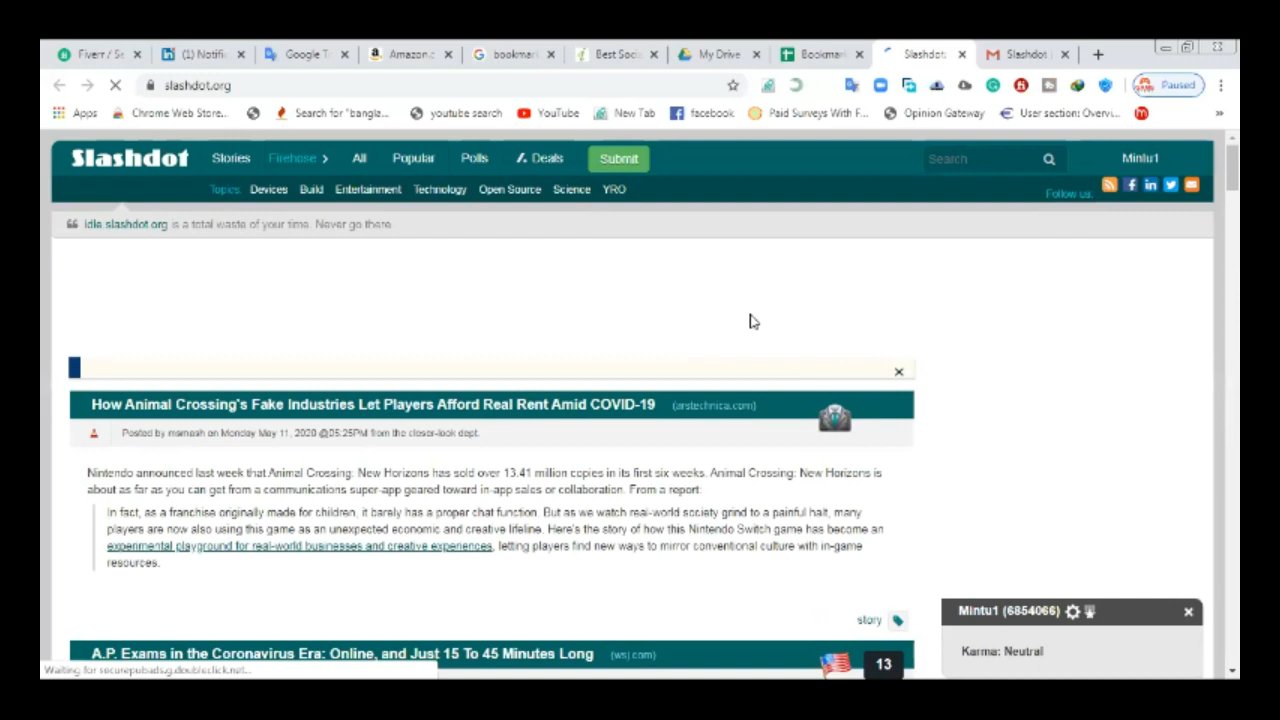 Fiverr / Se
(1) Notific
Google T
Amazon.c
bookmark
Best Socia
My Drive
Bookmark
Slashdot:
Slashdot
slashdot.org
Paused
Apps
Chrome Web Store...
Search for "bangla...
youtube search
YouTube
New Tab
facebook
Paid Surveys With F...
Opinion Gateway
User section: Overvi...
»
Slashdot
Stories
Firehose >
All
Popular
Polls
Deals
Submit
Search
Mintu1
Topics:
Devices
Build
Entertainment
Technology
Open Source
Science
YRO
Follow us:
idle.slashdot.org is a total waste of your time. Never go there.
How Animal Crossing's Fake Industries Let Players Afford Real Rent Amid COVID-19 (arstechnica.com)
Posted by msmash on Monday May 11, 2020 @05:25PM from the closer-look dept.
Nintendo announced last week that Animal Crossing: New Horizons has sold over 13.41 million copies in its first six weeks. Animal Crossing: New Horizons is
about as far as you can get from a communications super-app geared toward in-app sales or collaboration. From a report:
In fact, as a franchise originally made for children, it barely has a proper chat function. But as we watch real-world society grind to a painful halt, many
players are now also using this game as an unexpected economic and creative lifeline. Here's the story of how this Nintendo Switch game has become an
experimental playground for real-world businesses and creative experiences, letting players find new ways to mirror conventional culture with in-game
resources.
story
Mintu1 (6854066)
Karma: Neutral
A.P. Exams in the Coronavirus Era: Online, and Just 15 To 45 Minutes Long (wsj.com)
13
Waiting for securepubads.g.doubleclick.net...